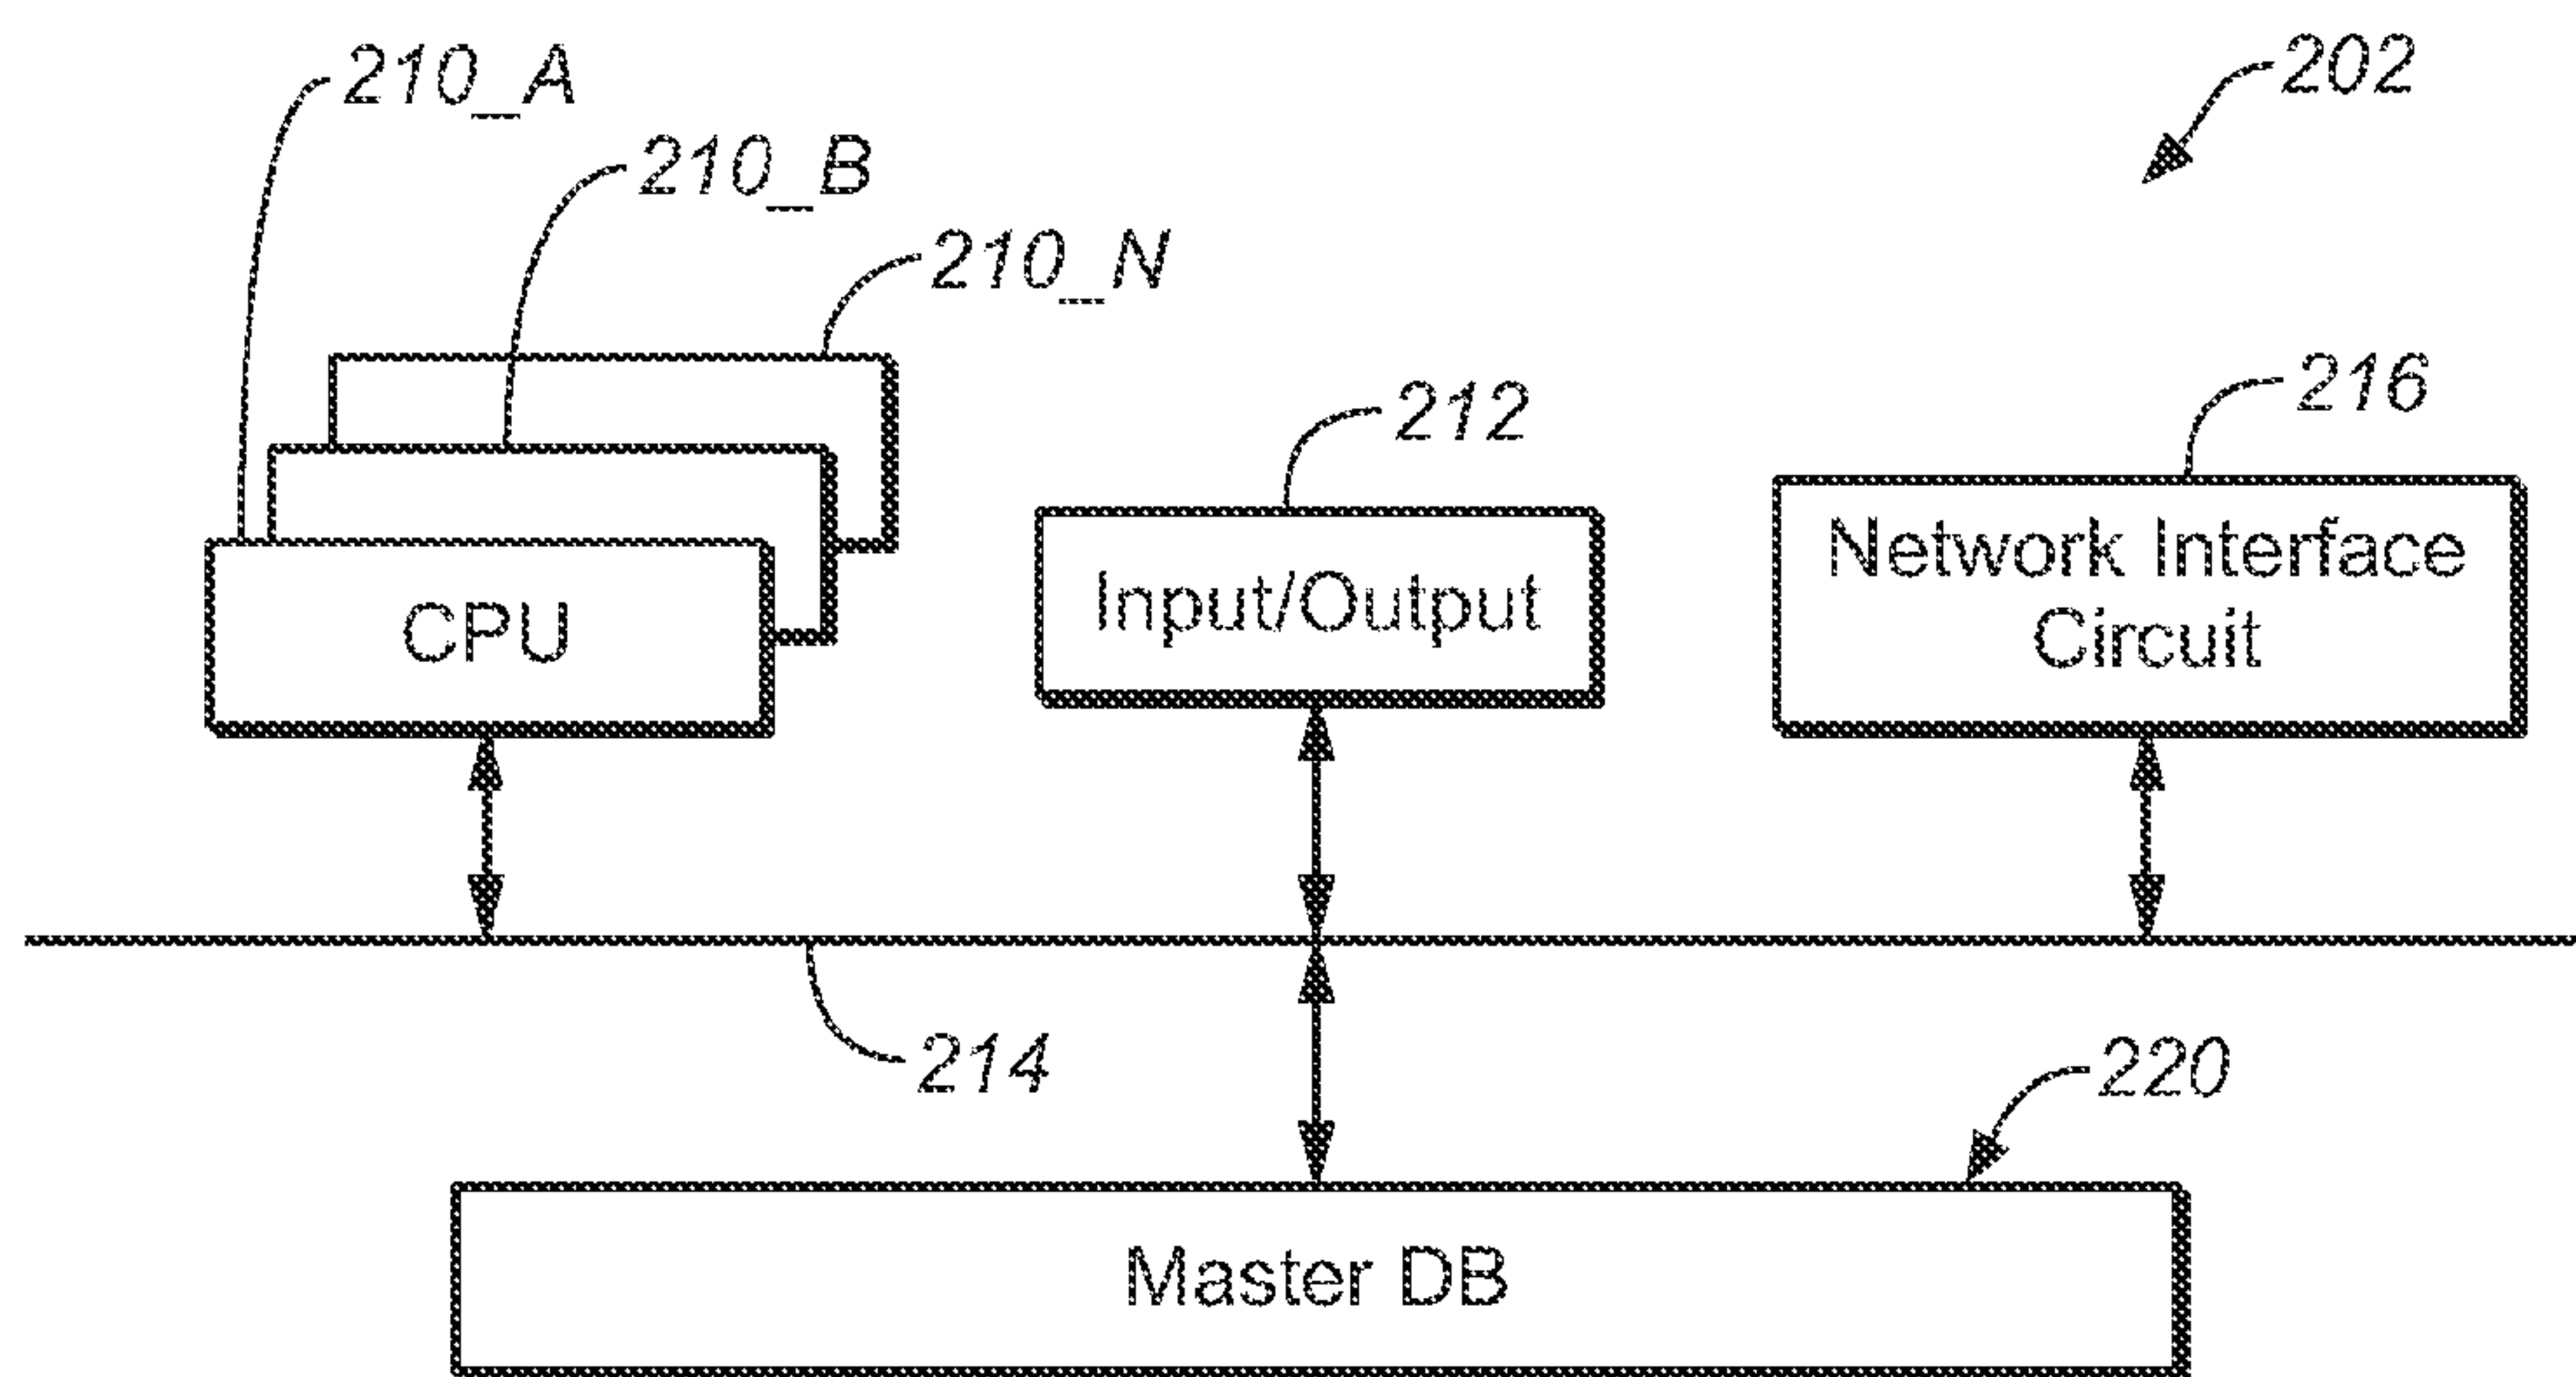 210_A
202
210_B
210_N
216
212
Network Interface
Circuit
Input/Output
CPU
214
220
Master DB